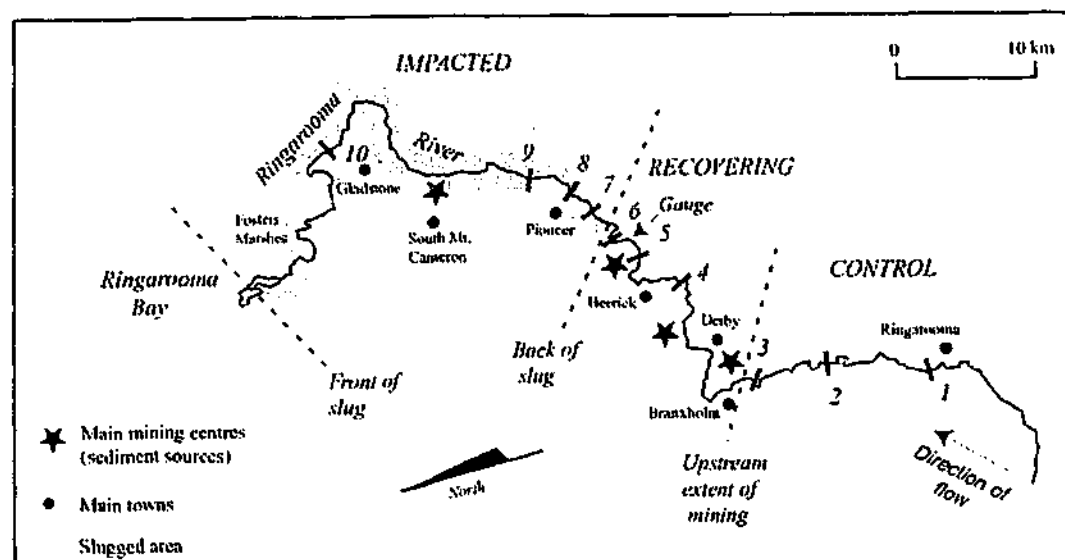 0 10 km
IMPACTED
Ringarooma
River
10
Gladstone
9
8
7
RECOVERING
6
Gauge
5
Pioneer
South Mt.
Cameron
Fosters
Marshes
Ringarooma
Bay
4
CONTROL
Herrick
Derby
3
Ringarooma
Back of
slug
Front of
slug
Branxholm
2
1
Main mining centres
(sediment sources)
North
Upstream
extent of
mining
Direction of
flow
Main towns
Slugged area